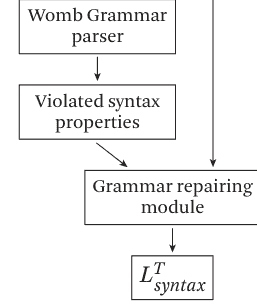 Womb Grammar
parser
Violated syntax
properties
Grammar repairing
module
L^T_syntax